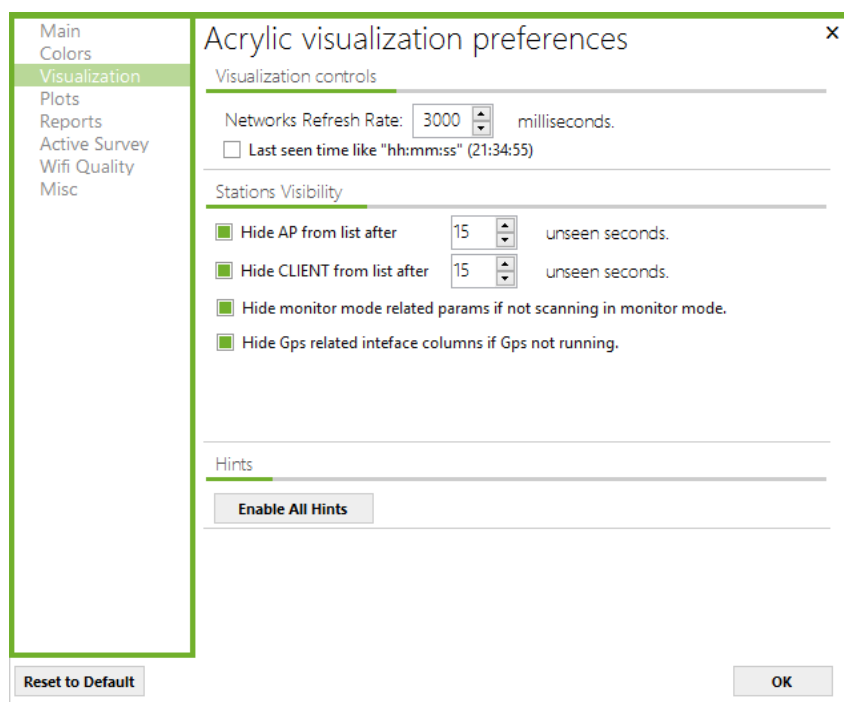 Main
Colors
Visualization
Plots
Reports
Active Survey
Wifi Quality
Misc
Acrylic visualization preferences
x
Visualization controls
Networks Refresh Rate: 3000 milliseconds.
Last seen time like "hh:mm:ss" (21:34:55)
Stations Visibility
Hide AP from list after 15 unseen seconds.
Hide CLIENT from list after 15 unseen seconds.
Hide monitor mode related params if not scanning in monitor mode.
Hide Gps related inteface columns if Gps not running.
Hints
Enable All Hints
Reset to Default
OK